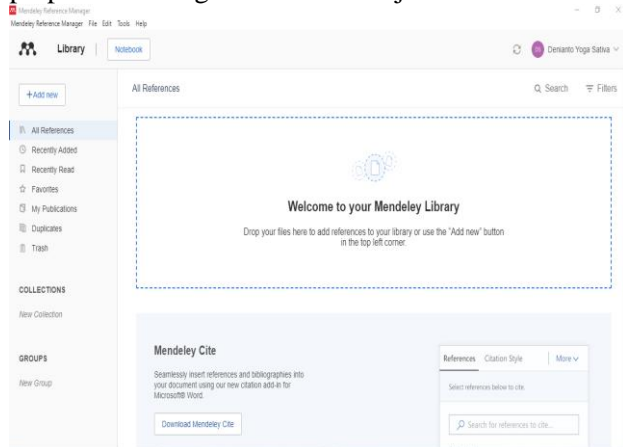 Mendeley Reference Manager
Mendeley Reference Manager File Edit Tools Help
Library
Notebook
Denianto Yoga Sativa
+Add new
All References
Search
Filters
All References
Recently Added
Recently Read
Favorites
My Publications
Duplicates
Trash
COLLECTIONS
New Collection
GROUPS
New Group
Welcome to your Mendeley Library
Drop your files here to add references to your library or use the "Add new" button
in the top left corner.
Mendeley Cite
Seamlessly insert references and bibliographies into
your document using our new citation add-in for
Microsoft® Word.
Download Mendeley Cite
References Citation Style More
Select references below to cite.
Search for references to cite...